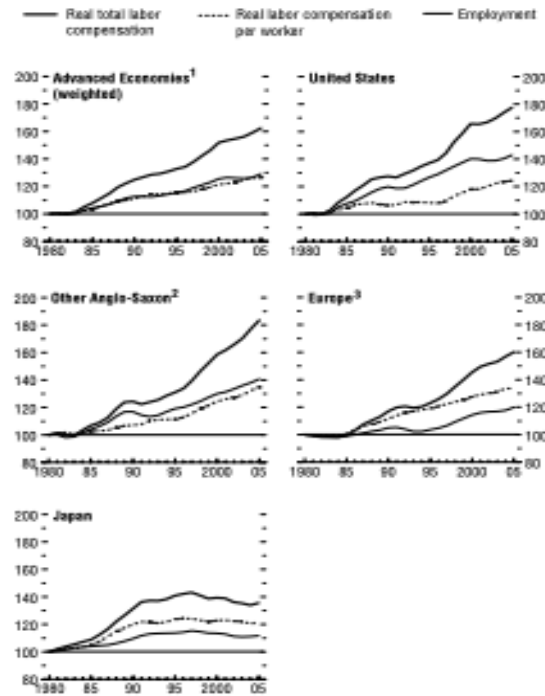 Real total labor compensation
Real labor compensation per worker
Employment
Advanced Economies¹
(weighted)
200
180
160
140
120
100
80
1980 85 90 95 2000 05
United States
200
180
160
140
120
100
80
1980 85 90 95 2000 05
Other Anglo-Saxon²
200
180
160
140
120
100
80
1980 85 90 95 2000 05
Europe³
200
180
160
140
120
100
80
1980 85 90 95 2000 05
Japan
200
180
160
140
120
100
80
1980 85 90 95 2000 05